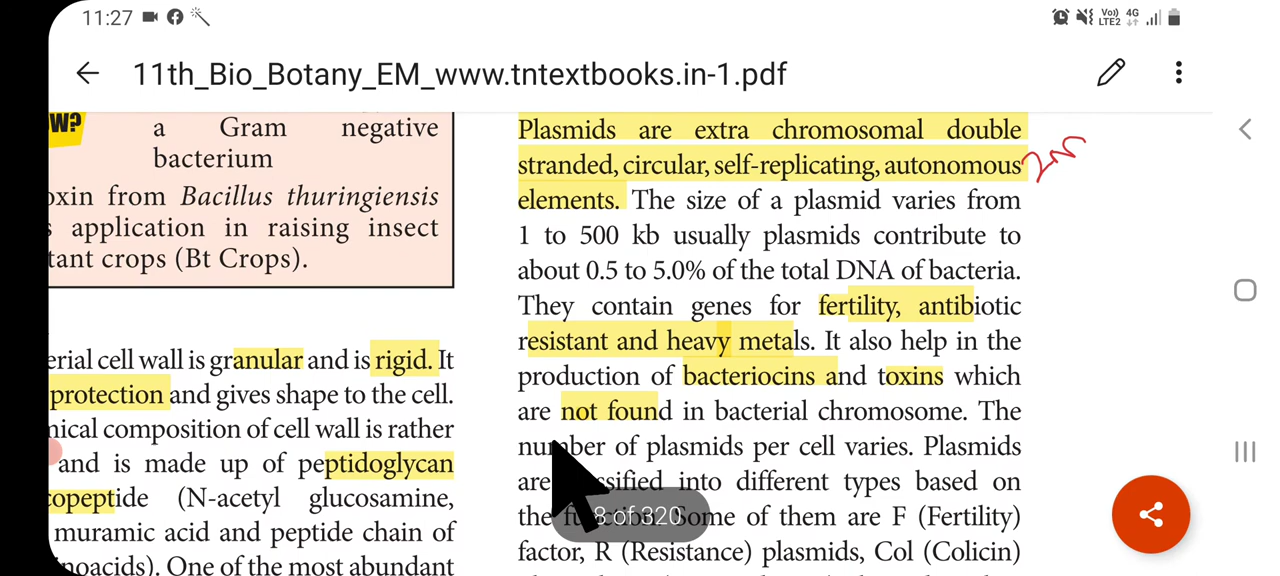 11:27
Vo)) 4G
LTE2
11th_Bio_Botany_EM_www.tntextbooks.in-1.pdf
W?
a Gram negative
bacterium
oxin from Bacillus thuringiensis
s application in raising insect
tant crops (Bt Crops).
erial cell wall is granular and is rigid. It
protection and gives shape to the cell.
mical composition of cell wall is rather
and is made up of peptidoglycan
copeptide (N-acetyl glucosamine,
muramic acid and peptide chain of
inoacids). One of the most abundant
Plasmids are extra chromosomal double
stranded, circular, self-replicating, autonomous
elements. The size of a plasmid varies from
1 to 500 kb usually plasmids contribute to
about 0.5 to 5.0% of the total DNA of bacteria.
They contain genes for fertility, antibiotic
resistant and heavy metals. It also help in the
production of bacteriocins and toxins which
are not found in bacterial chromosome. The
number of plasmids per cell varies. Plasmids
are ssified into different types based on
the Some of them are F (Fertility)
factor, R (Resistance) plasmids, Col (Colicin)
2m
8 of 320